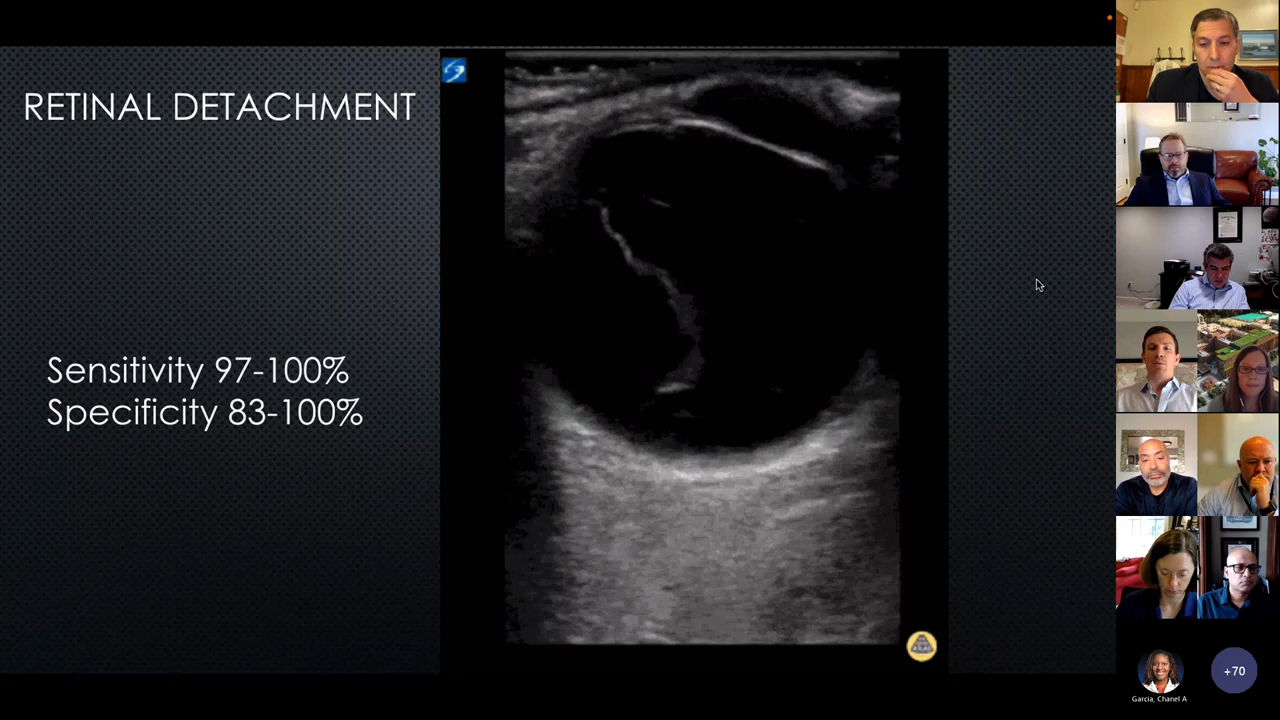 RETINAL DETACHMENT
Sensitivity 97-100%
Specificity 83-100%
+70
Garcia, Chanel A